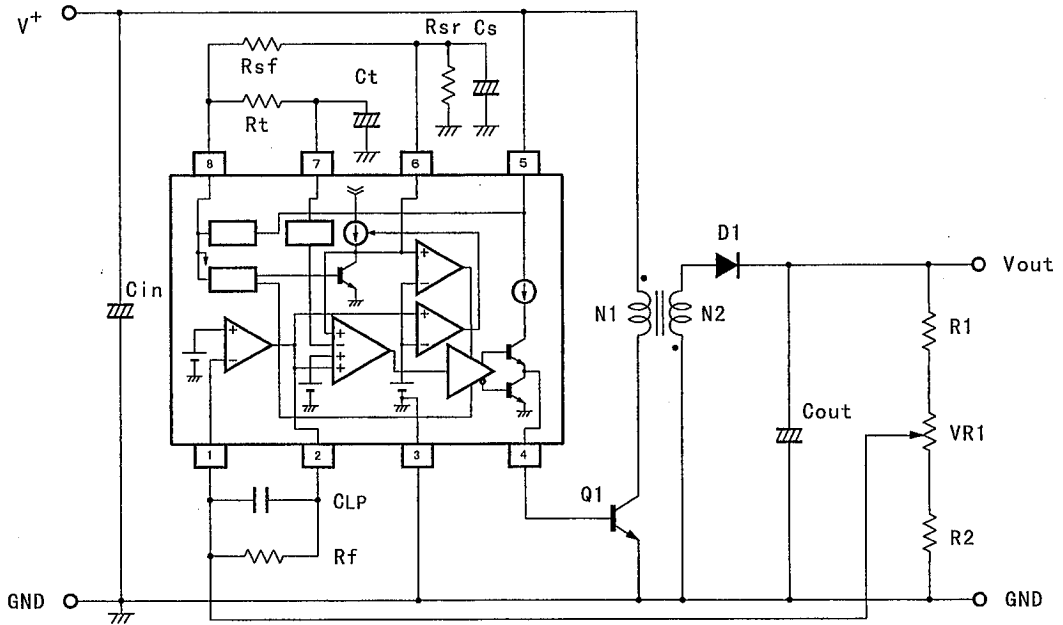 V+
Rsr Cs
Rsf
Ct
Rt
8 7 6 5
+
-
+
-
+
+
+
-
+
-
D1
Vout
Cin
N1 N2
R1
Cout
VR1
1 2 3 4
CLP
Q1
Rf
R2
GND
GND